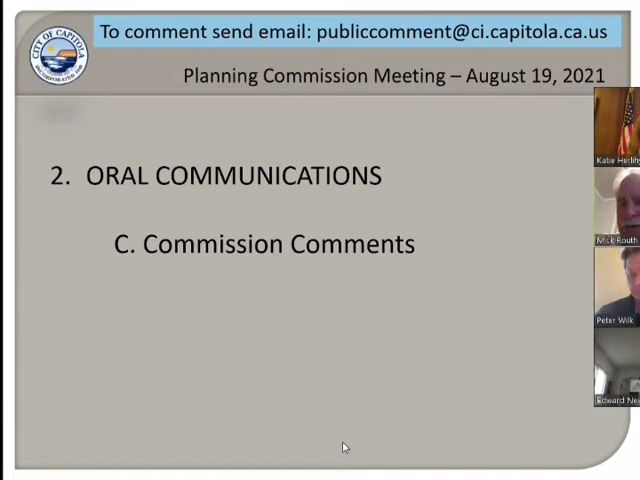 To comment send email: publiccomment@ci.capitola.ca.us
CITY OF CAPITOLA
INCORPORATED 1949
Planning Commission Meeting – August 19, 2021
2. ORAL COMMUNICATIONS
C. Commission Comments
Katie Herlihy
Mick Routh
Peter Wilk
Edward Ne